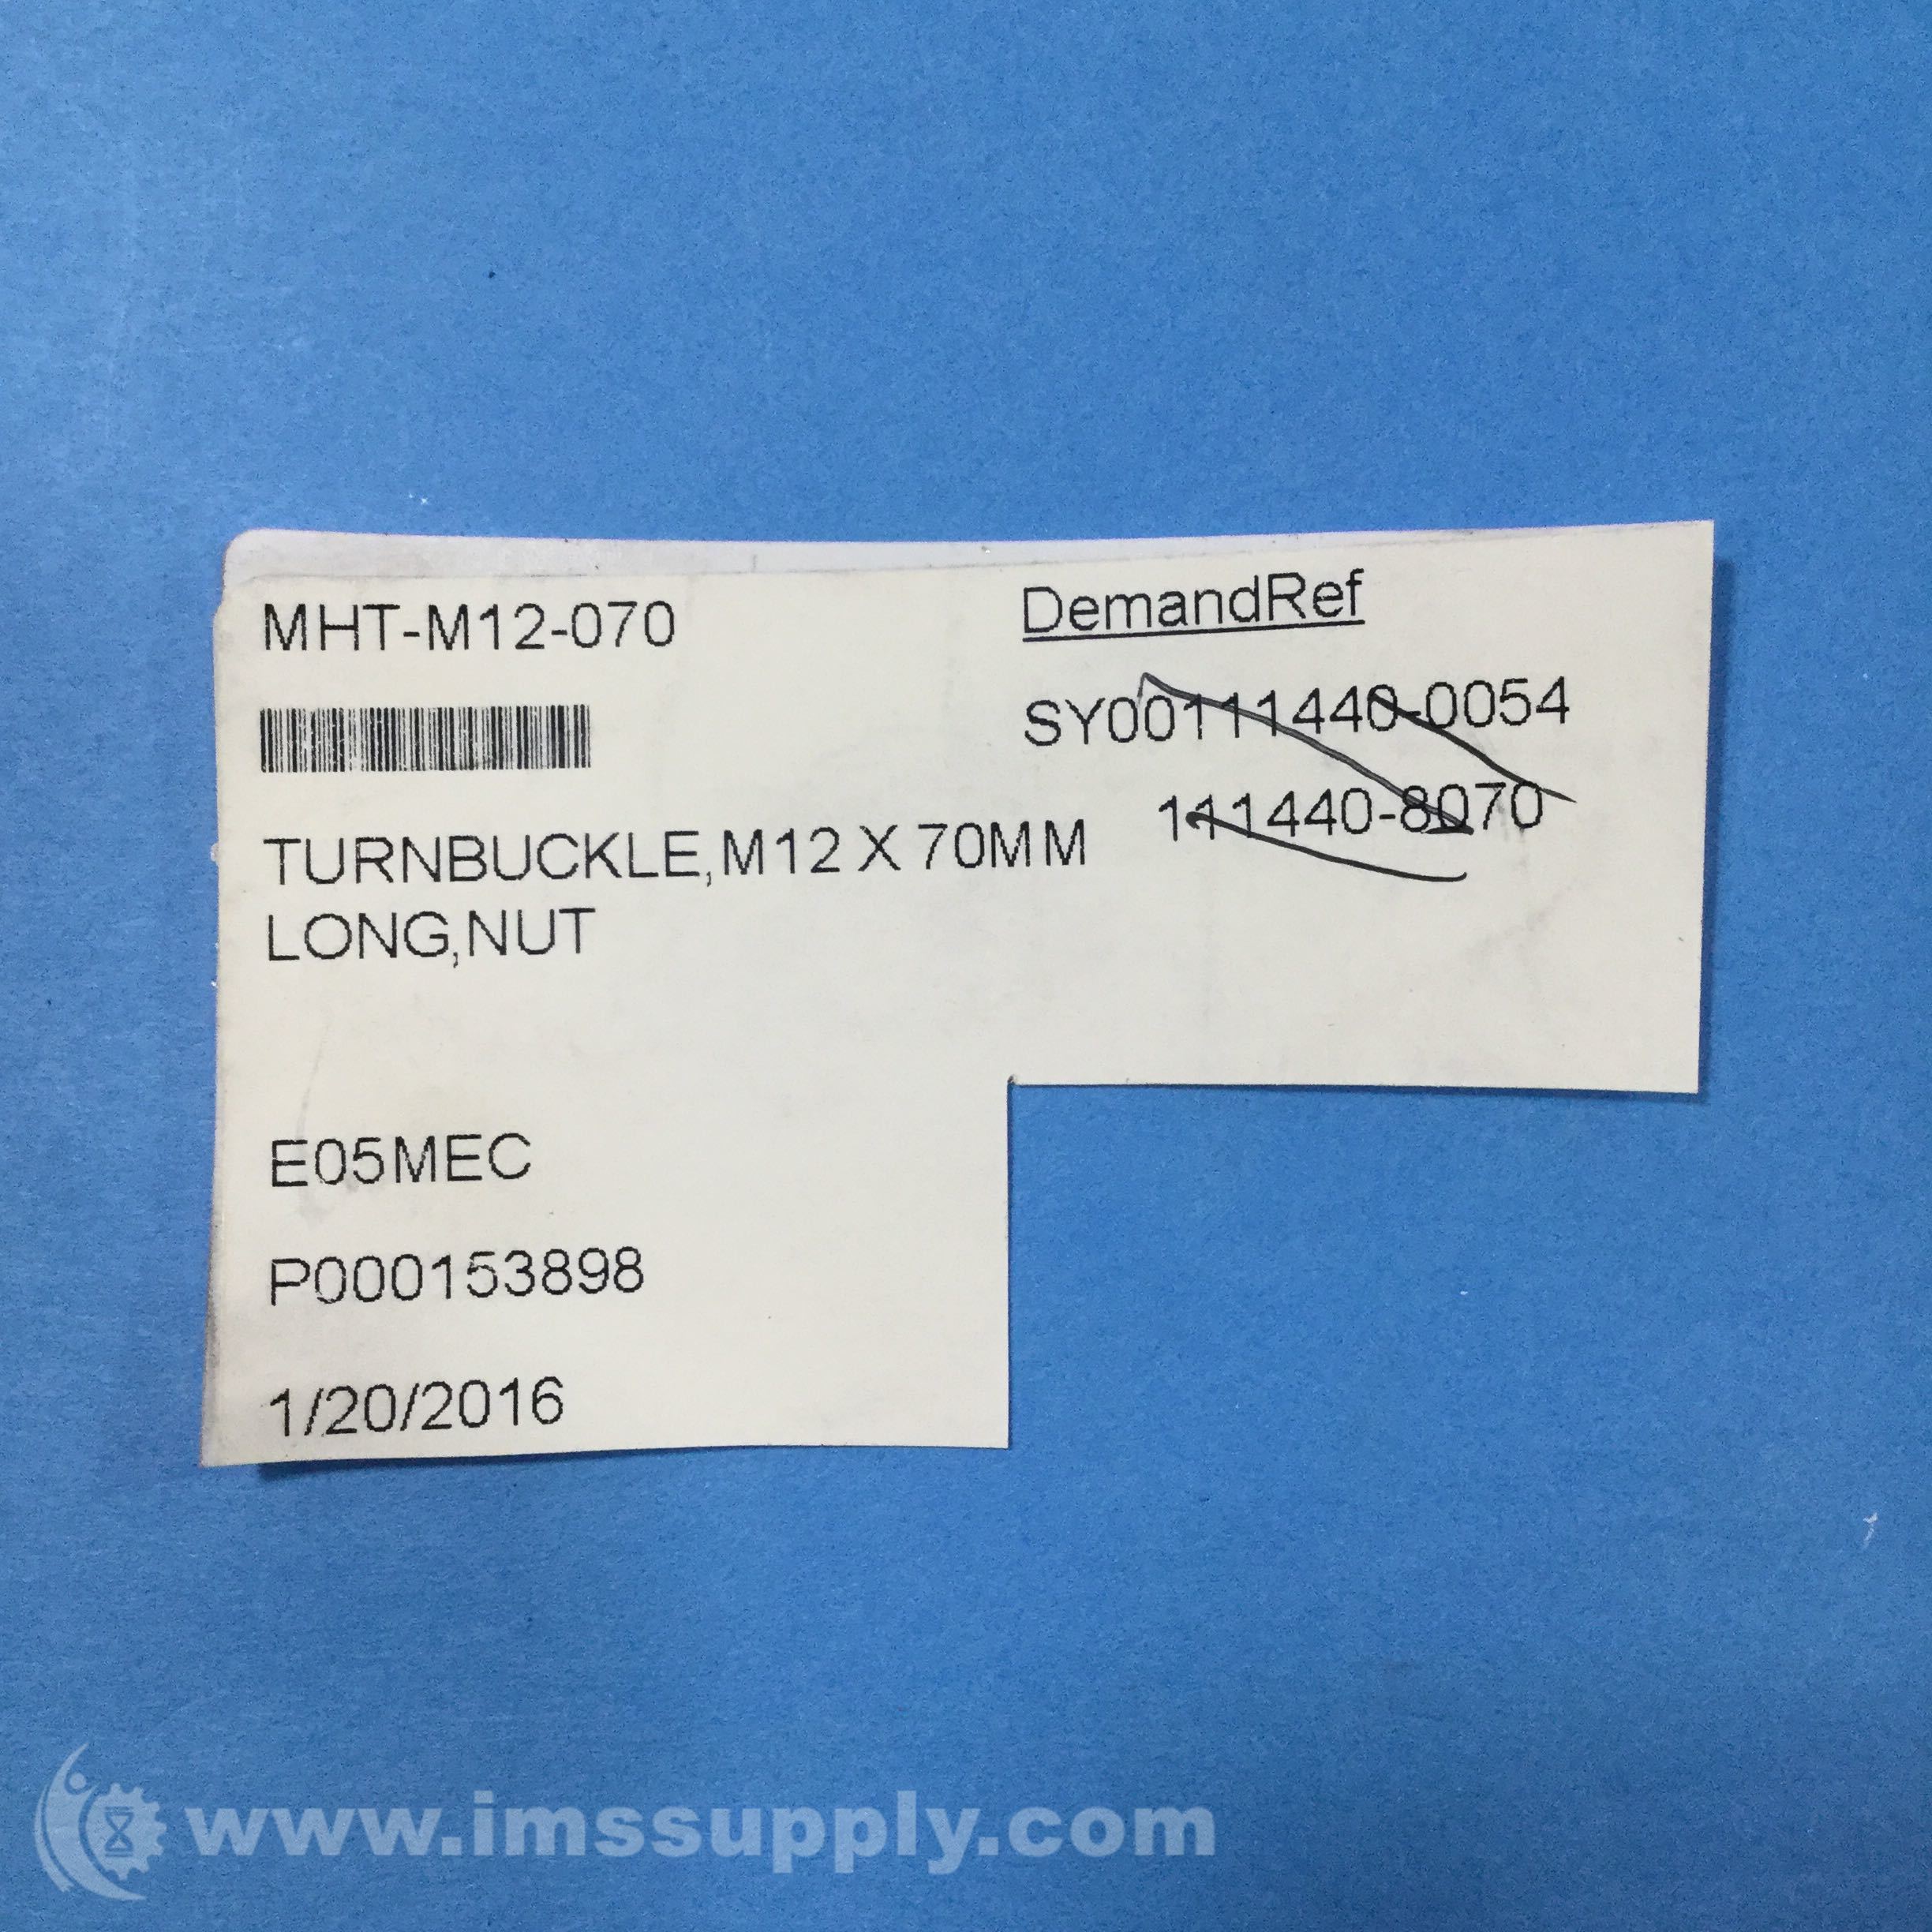 MHT-M12-070
DemandRef
SY00111440-0054
111440-8070
TURNBUCKLE,M12 X 70MM
LONG,NUT
E05MEC
P000153898
1/20/2016
www.imssupply.com